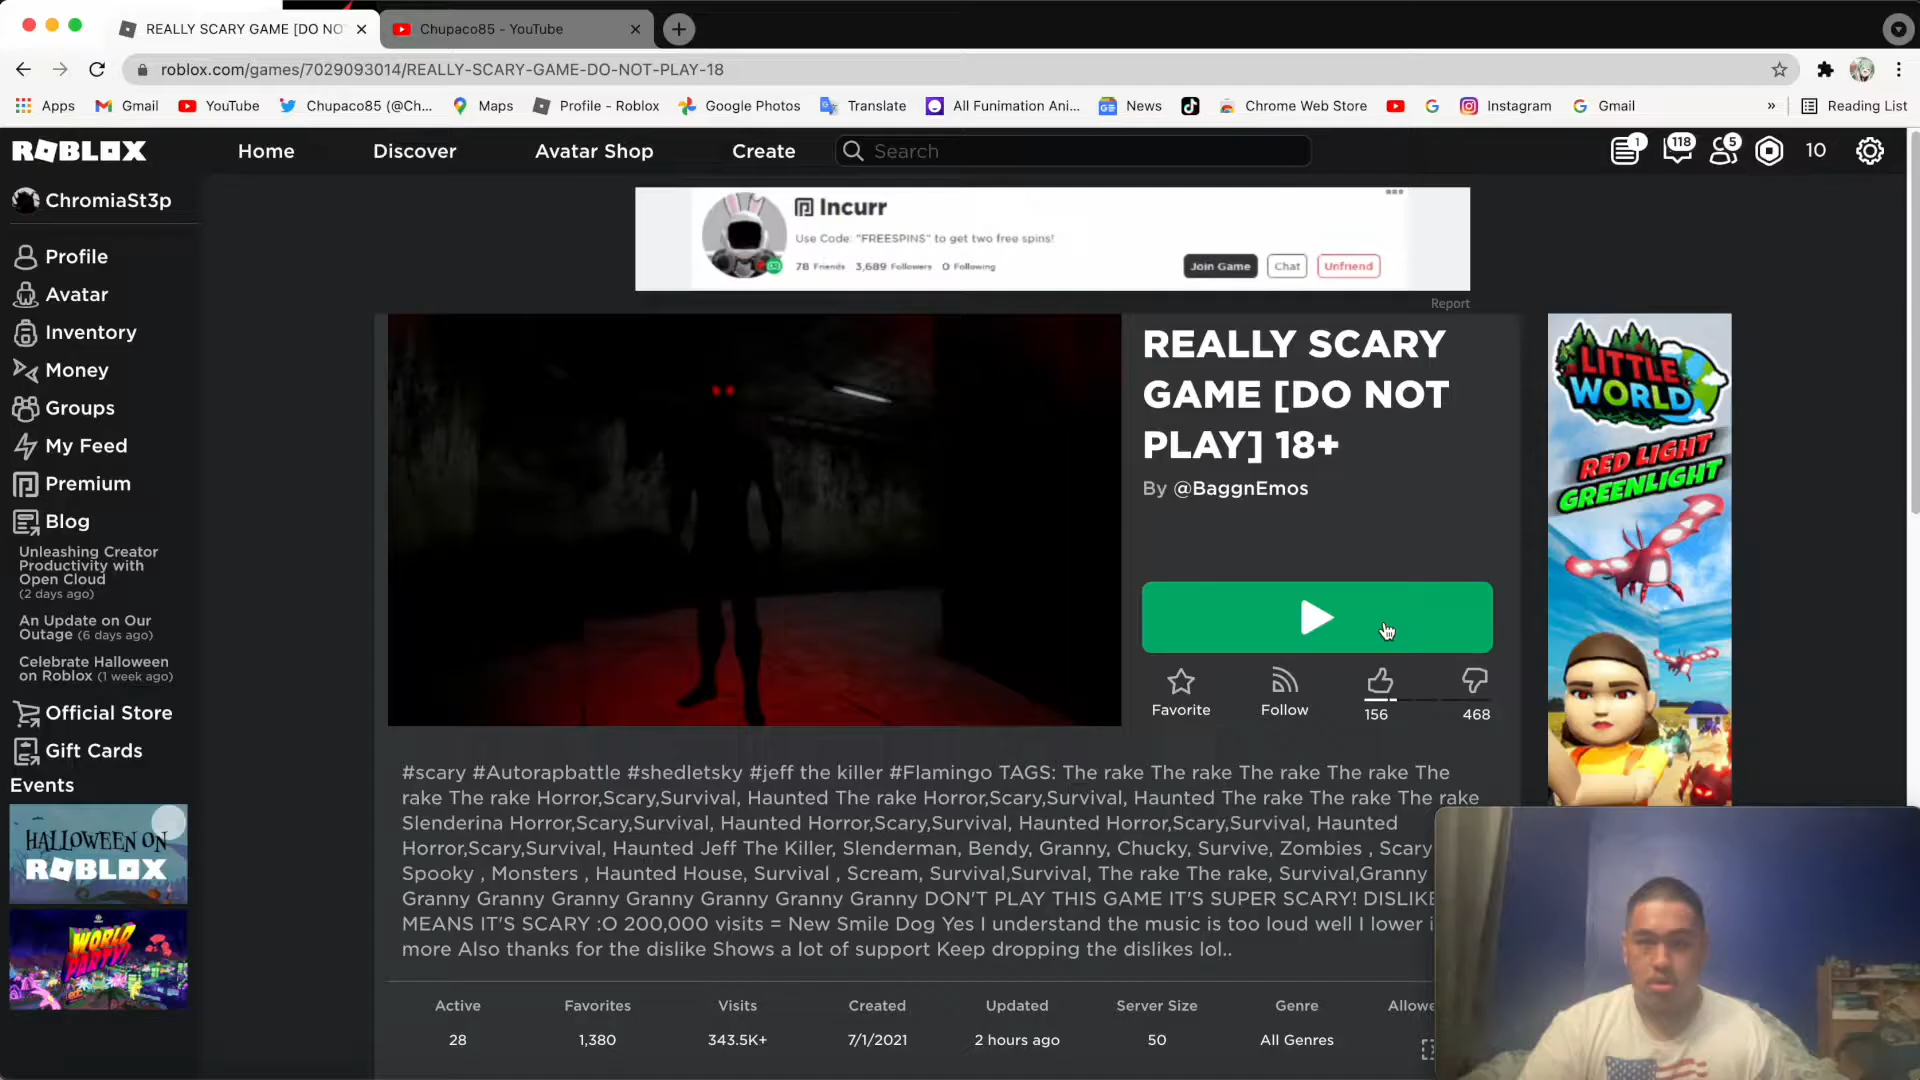 REALLY SCARY GAME [DO NO
Chupaco85 - YouTube
roblox.com/games/7029093014/REALLY-SCARY-GAME-DO-NOT-PLAY-18
Apps
Gmail
YouTube
Chupaco85 (@Ch...
Maps
Profile - Roblox
Google Photos
Translate
All Funimation Ani...
News
Chrome Web Store
Instagram
Gmail
»
Reading List
ROBLOX
Home
Discover
Avatar Shop
Create
Search
1
118
5
10
ChromiaSt3p
Profile
Avatar
Inventory
Money
Groups
My Feed
Premium
Blog
Unleashing Creator
Productivity with
Open Cloud
(2 days ago)
An Update on Our
Outage (6 days ago)
Celebrate Halloween
on Roblox (1 week ago)
Official Store
Gift Cards
Events
HALLOWEEN ON
ROBLOX
WORLD
PARTY!
Incurr
Use Code: "FREESPINS" to get two free spins!
78 Friends 3,689 Followers 0 Following
Join Game
Chat
Unfriend
Report
REALLY SCARY
GAME [DO NOT
PLAY] 18+
By @BaggnEmos
Favorite
Follow
156
468
LITTLE
WORLD
RED LIGHT
GREENLIGHT
#scary #Autorapbattle #shedletsky #jeff the killer #Flamingo TAGS: The rake The rake The rake The rake The
rake The rake Horror,Scary,Survival, Haunted The rake Horror,Scary,Survival, Haunted The rake The rake The rake
Slenderina Horror,Scary,Survival, Haunted Horror,Scary,Survival, Haunted Horror,Scary,Survival, Haunted
Horror,Scary,Survival, Haunted Jeff The Killer, Slenderman, Bendy, Granny, Chucky, Survive, Zombies , Scary
Spooky , Monsters , Haunted House, Survival , Scream, Survival,Survival, The rake The rake, Survival,Granny
Granny Granny Granny Granny Granny Granny Granny DON'T PLAY THIS GAME IT'S SUPER SCARY! DISLIKE
MEANS IT'S SCARY :O 200,000 visits = New Smile Dog Yes I understand the music is too loud well I lower i
more Also thanks for the dislike Shows a lot of support Keep dropping the dislikes lol..
Active
Favorites
Visits
Created
Updated
Server Size
Genre
Allowe
28
1,380
343.5K+
7/1/2021
2 hours ago
50
All Genres